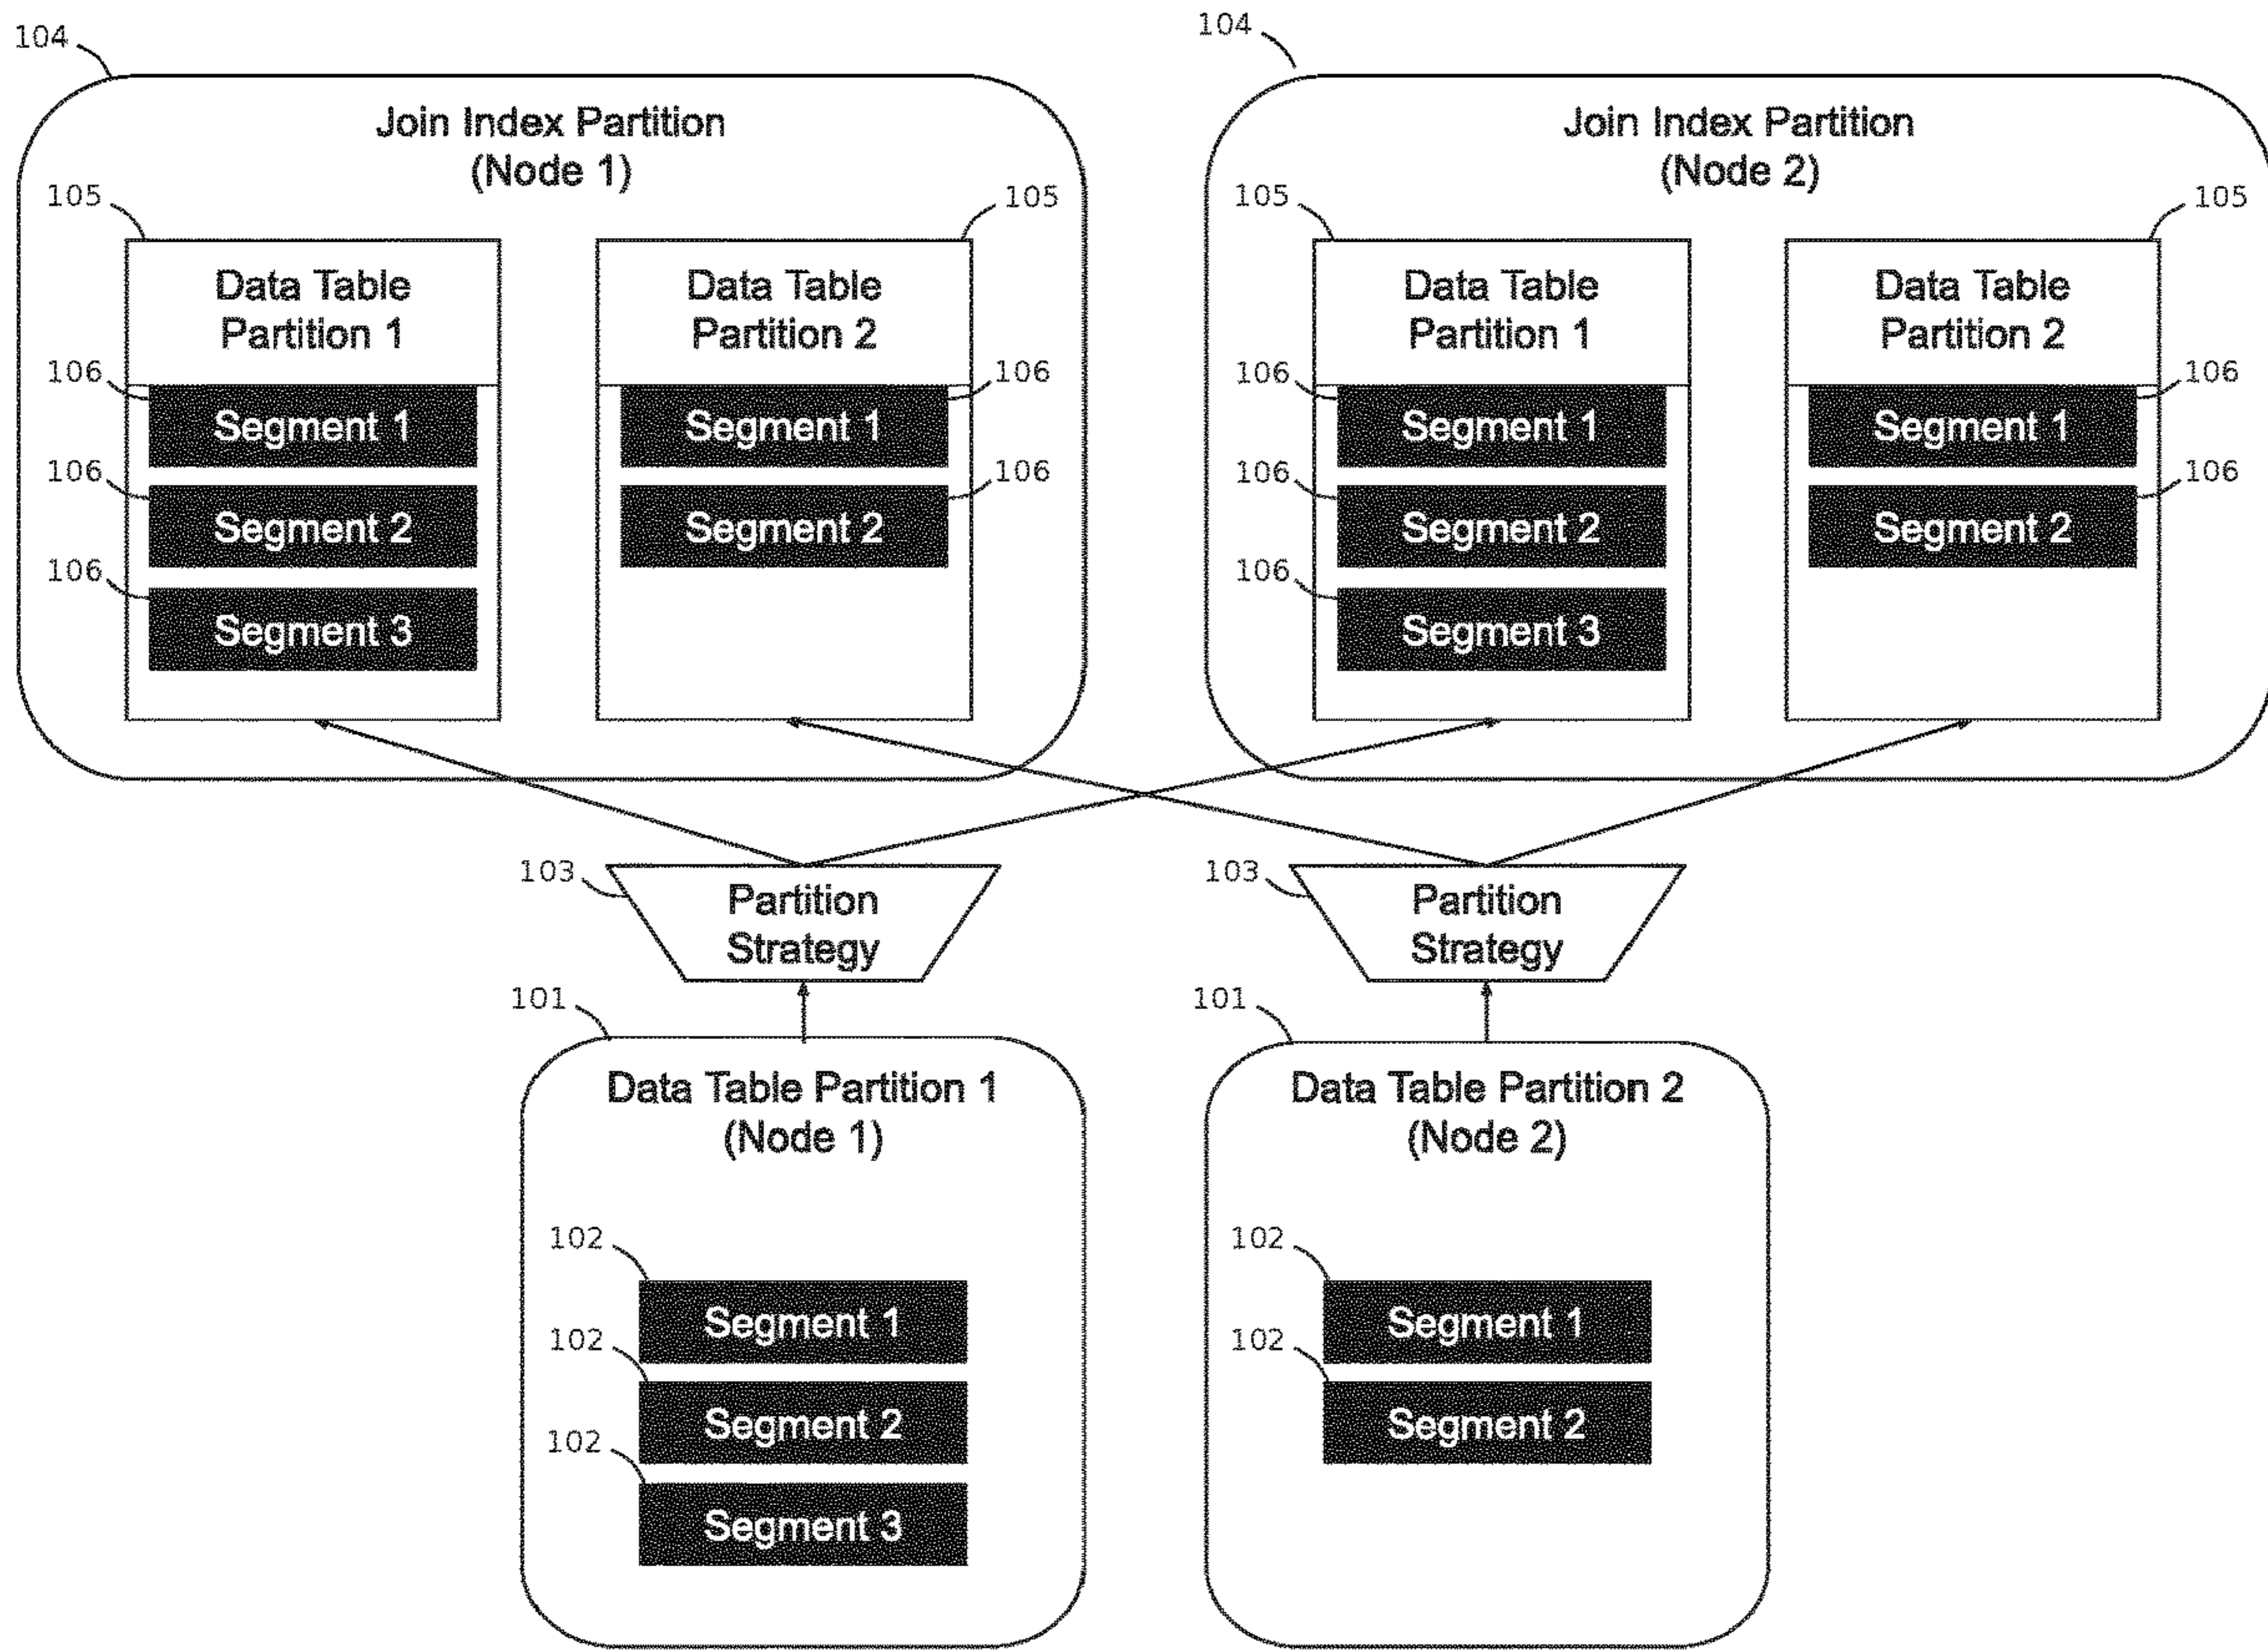 104
104
Join Index Partition
(Node 1)
Join Index Partition
(Node 2)
105
105
105
105
Data Table
Partition 1
Data Table
Partition 2
Data Table
Partition 1
Data Table
Partition 2
106
106
106
106
Segment 1
Segment 1
Segment 1
Segment 1
106
106
106
106
Segment 2
Segment 2
Segment 2
Segment 2
106
106
Segment 3
Segment 3
103
Partition
Strategy
103
Partition
Strategy
101
101
Data Table Partition 1
(Node 1)
Data Table Partition 2
(Node 2)
102
102
Segment 1
Segment 1
102
102
Segment 2
Segment 2
102
Segment 3